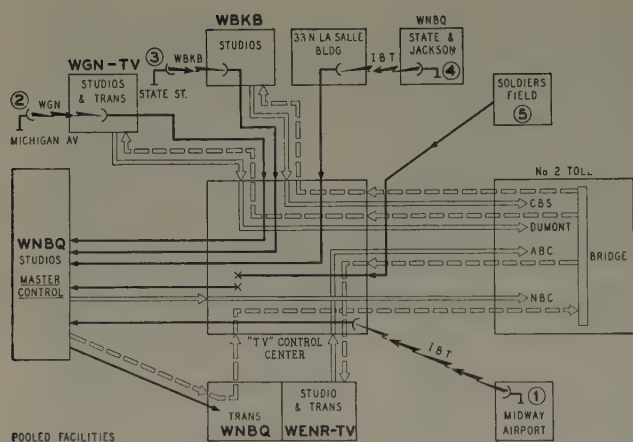 WBKB
STUDIOS
33 N LA SALLE
BLDG
IBT
WNBQ
STATE &
JACKSON
④
③
WBKB
STATE ST.
WGN-TV
STUDIOS
& TRANS
②
WGN
MICHIGAN AV
SOLDIERS
FIELD
⑤
No 2 TOLL
CBS
DUMONT
ABC
NBC
BRIDGE
WNBQ
STUDIOS
MASTER
CONTROL
"TV" CONTROL
CENTER
IBT
①
MIDWAY
AIRPORT
TRANS
WNBQ
STUDIO
& TRANS
WENR-TV
POOLED FACILITIES